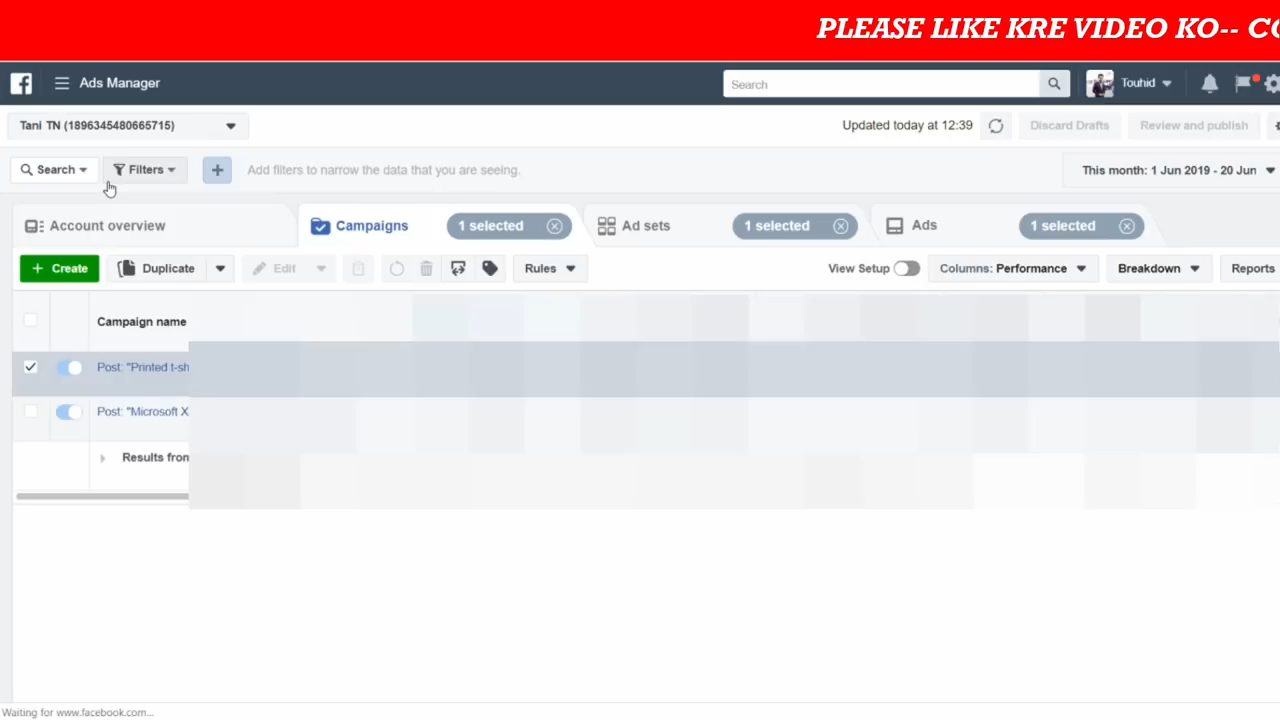 PLEASE LIKE KRE VIDEO KO--
Ads Manager
Search
Touhid
Tani TN (1896345480665715)
Updated today at 12:39
Discard Drafts
Review and publish
Search
Filters
Add filters to narrow the data that you are seeing.
This month: 1 Jun 2019 - 20 Jun
Account overview
Campaigns
1 selected
Ad sets
1 selected
Ads
1 selected
+ Create
Duplicate
Edit
Rules
View Setup
Columns: Performance
Breakdown
Reports
Campaign name
Post: "Printed t-sh
Post: "Microsoft X
Results from
Waiting for www.facebook.com...